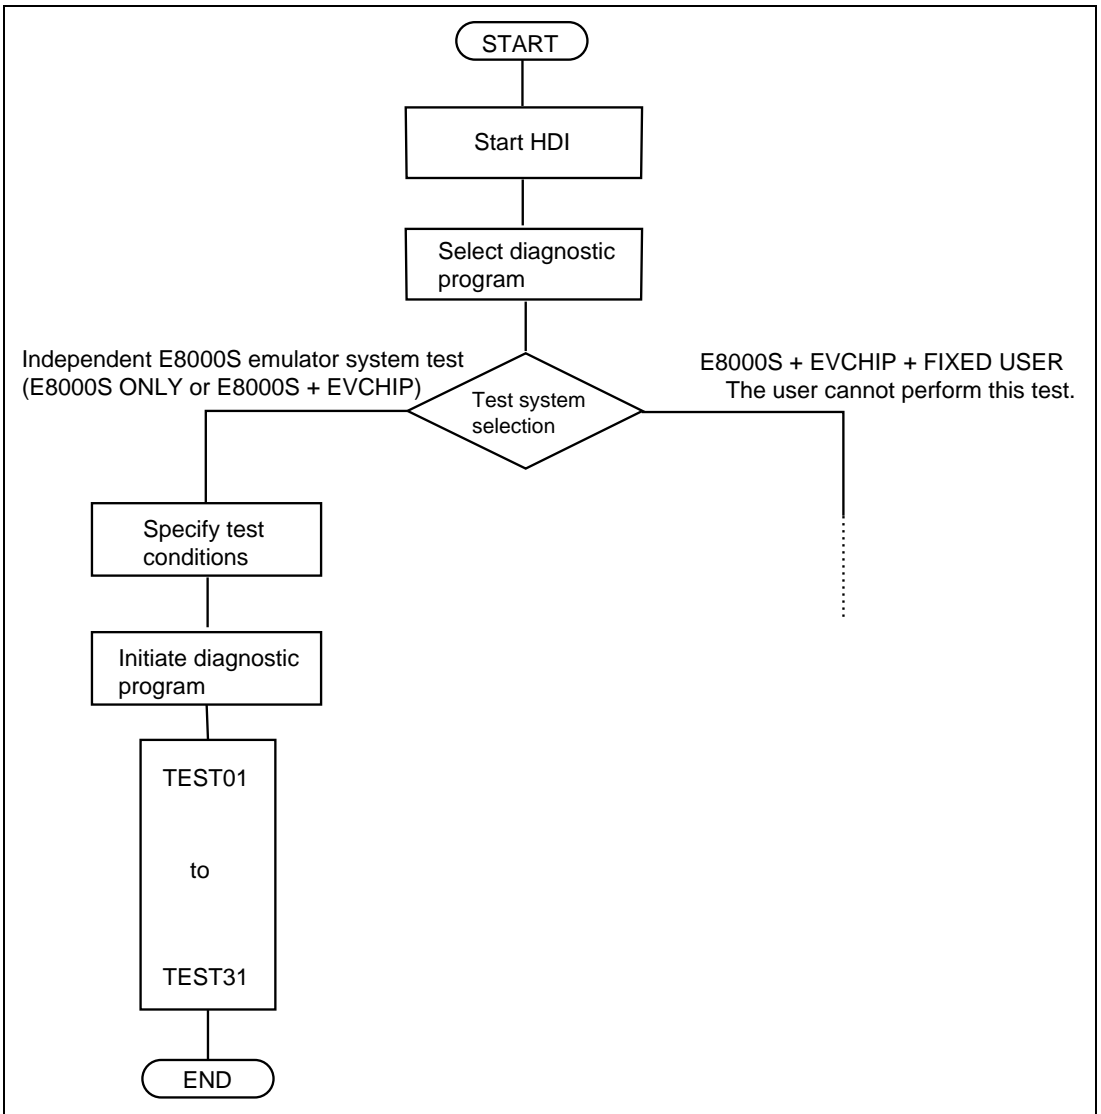 START
Start HDI
Select diagnostic
program
Independent E8000S emulator system test
(E8000S ONLY or E8000S + EVCHIP)
Test system
selection
E8000S + EVCHIP + FIXED USER
The user cannot perform this test.
Specify test
conditions
Initiate diagnostic
program
TEST01
to
TEST31
END